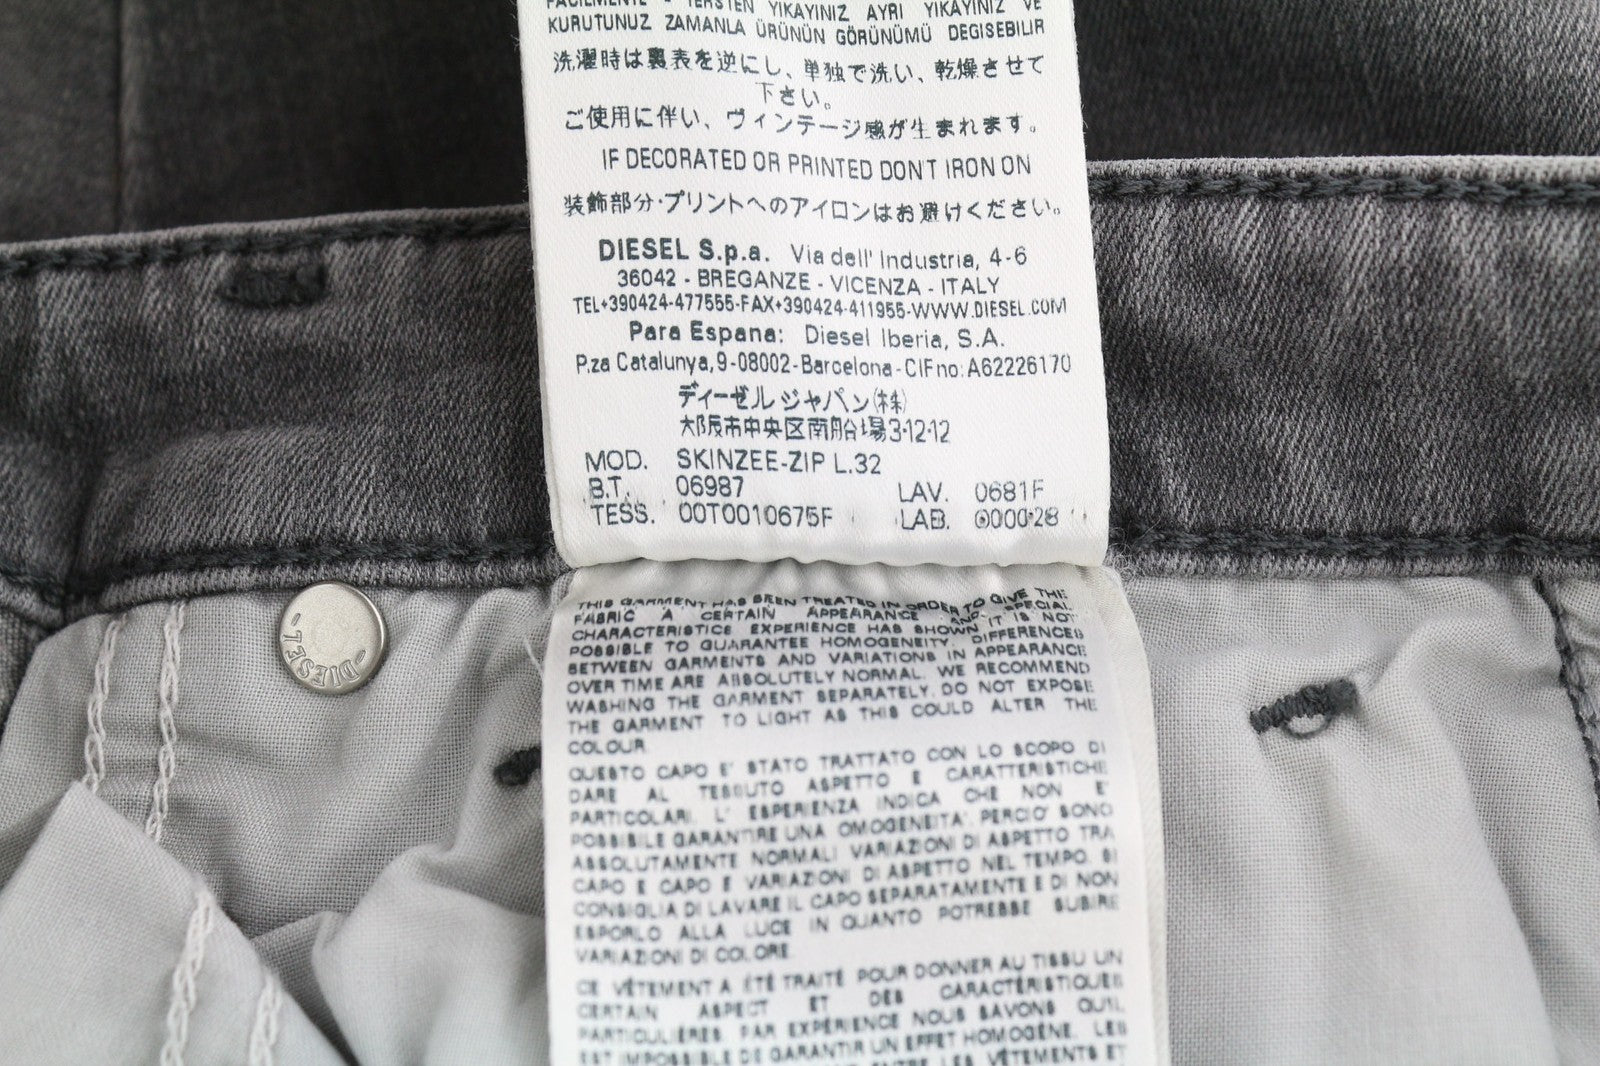 FACILMENTE - TERSTEN YIKAYINIZ AYRI YIKAYINIZ VE
KURUTUNUZ ZAMANLA ÜRÜNÜN GÖRÜNÜMÜ DEGISEBILIR
洗濯時は裏表を逆にし、単独で洗い、乾燥させて
下さい。
ご使用に伴い、ヴィンテージ感が生まれます。
IF DECORATED OR PRINTED DON'T IRON ON
装飾部分・プリントへのアイロンはお避けください。
DIESEL S.p.a. Via dell' Industria, 4-6
36042 - BREGANZE - VICENZA - ITALY
TEL+390424-477555-FAX+390424-411955-WWW.DIESEL.COM
Para Espana: Diesel Iberia, S.A.
P.za Catalunya,9-08002-Barcelona-CIFno:A62226170
ディーゼルジャパン(株)
大阪市中央区南船場3-12-12
MOD. SKINZEE-ZIP L.32
B.T. 06987 LAV. 0681F
TESS. 00T0010675F LAB. 000028
-DIESEL-
THIS GARMENT HAS BEEN TREATED IN ORDER TO GIVE THE
FABRIC A CERTAIN APPEARANCE AND SPECIAL
CHARACTERISTICS EXPERIENCE HAS SHOWN IT IS NOT
POSSIBLE TO GUARANTEE HOMOGENEITY. DIFFERENCES
BETWEEN GARMENTS AND VARIATIONS IN APPEARANCE
OVER TIME ARE ABSOLUTELY NORMAL. WE RECOMMEND
WASHING THE GARMENT SEPARATELY. DO NOT EXPOSE
THE GARMENT TO LIGHT AS THIS COULD ALTER THE
COLOUR
QUESTO CAPO E' STATO TRATTATO CON LO SCOPO DI
DARE AL TESSUTO ASPETTO E CARATTERISTICHE
PARTICOLARI. L' ESPERIENZA INDICA CHE NON E'
POSSIBILE GARANTIRE UNA OMOGENEITA'. PERCIO' SONO
ASSOLUTAMENTE NORMALI VARIAZIONI DI ASPETTO TRA
CAPO E CAPO E VARIAZIONI DI ASPETTO NEL TEMPO. SI
CONSIGLIA DI LAVARE IL CAPO SEPARATAMENTE E DI NON
ESPORLO ALLA LUCE IN QUANTO POTREBBE SUBIRE
VARIAZIONI DI COLORE.
CE VÊTEMENT A ÉTÉ TRAITÉ POUR DONNER AU TISSU UN
CERTAIN ASPECT ET DES CARACTÉRISTIQUES
PARTICULIÈRES. PAR EXPÉRIENCE NOUS SAVONS QU'IL
EST IMPOSSIBLE DE GARANTIR UN EFFET HOMOGÈNE. LES
ENTRE LES VÊTEMENTS ET